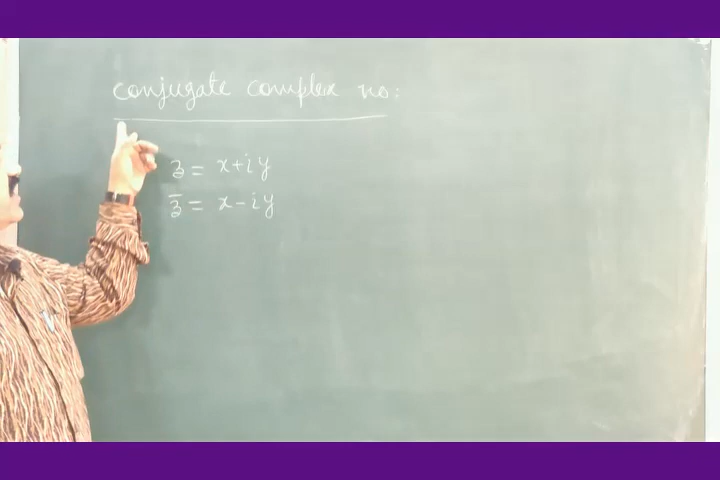 conjugate complex no:
z = x+iy
z̄ = x-iy